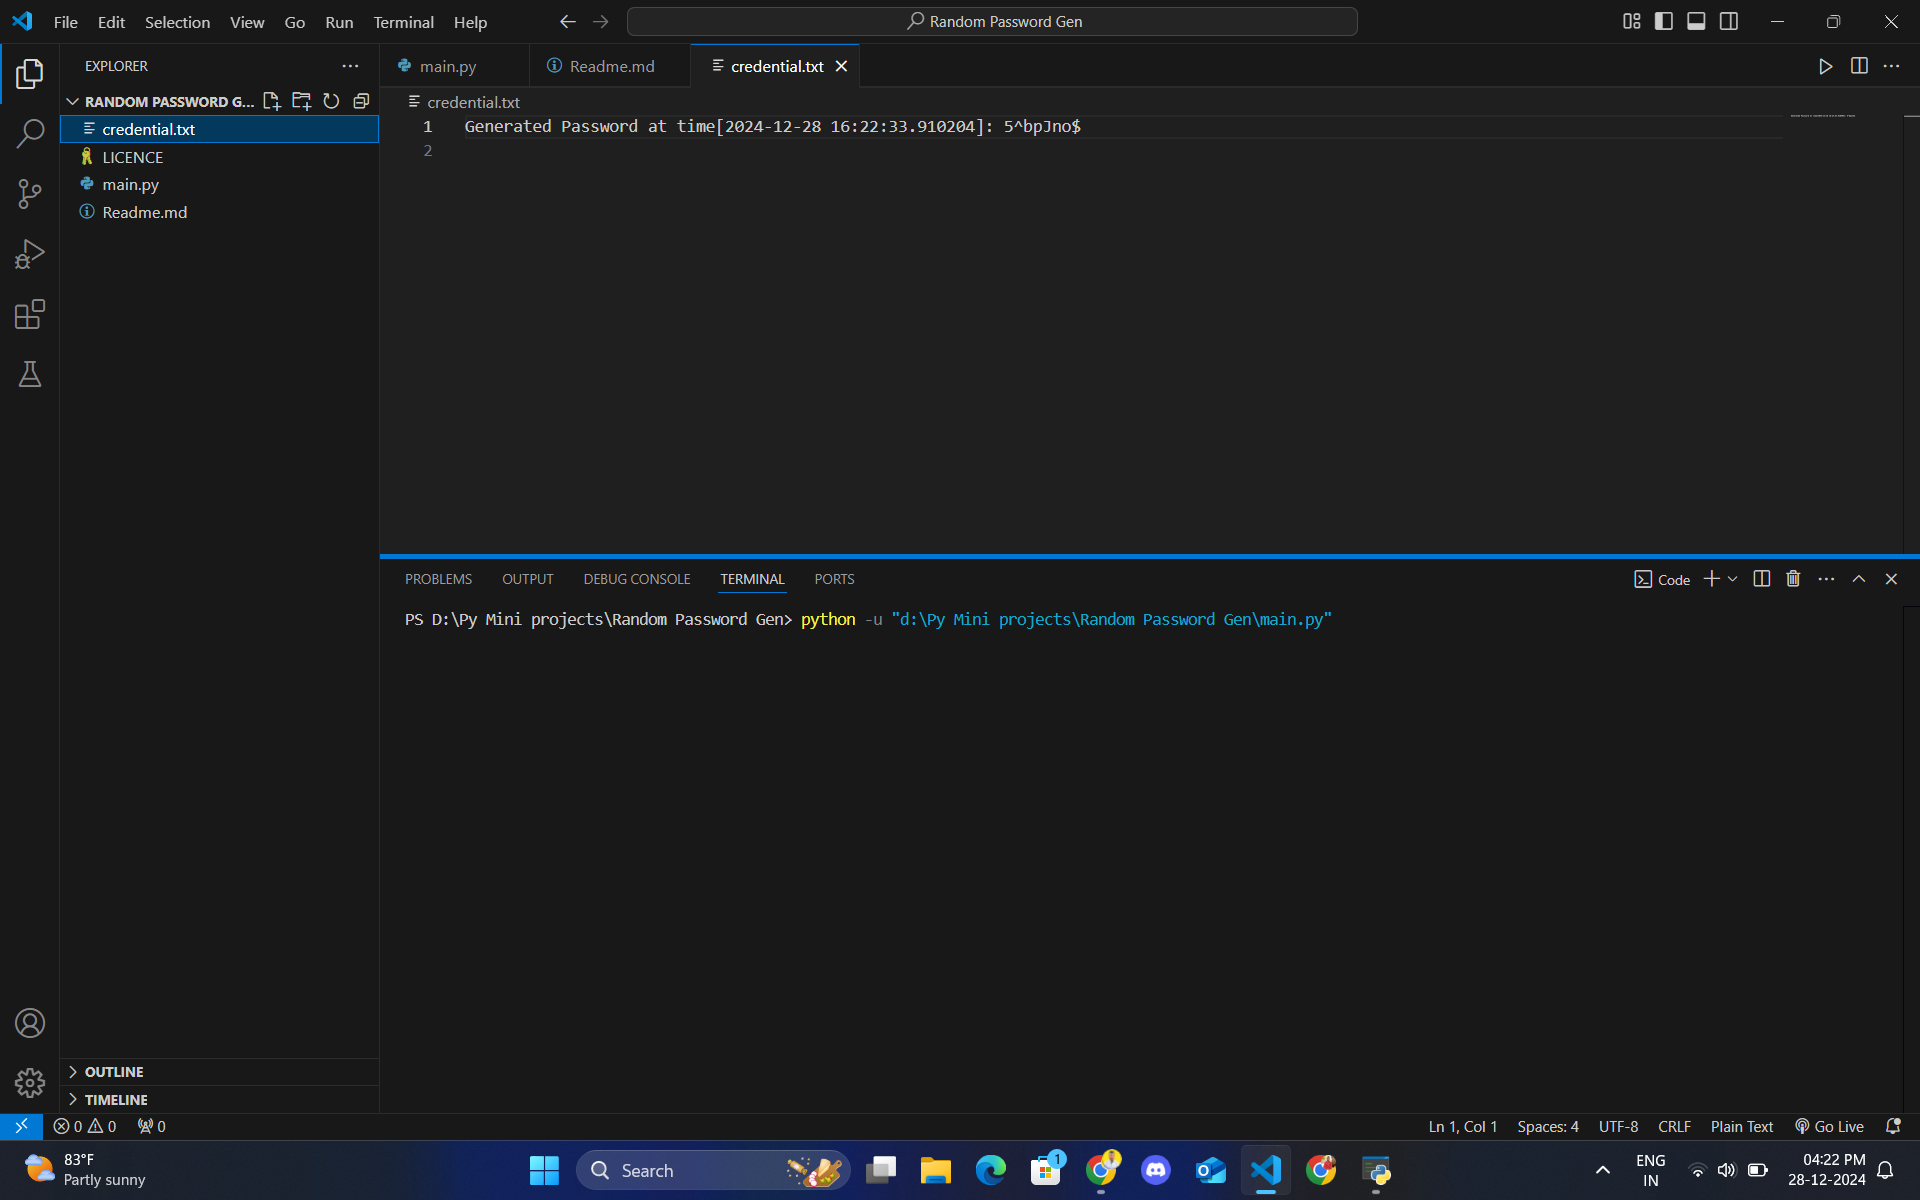 File Edit Selection View Go Run Terminal Help
Random Password Gen
EXPLORER
RANDOM PASSWORD G...
credential.txt
LICENCE
main.py
Readme.md
OUTLINE
TIMELINE
main.py Readme.md credential.txt
credential.txt
1 Generated Password at time[2024-12-28 16:22:33.910204]: 5^bpJno$
2
PROBLEMS OUTPUT DEBUG CONSOLE TERMINAL PORTS
Code
PS D:\Py Mini projects\Random Password Gen> python -u "d:\Py Mini projects\Random Password Gen\main.py"
0 0 0
Ln 1, Col 1 Spaces: 4 UTF-8 CRLF Plain Text Go Live
83°F
Partly sunny
Search
1
ENG
IN
04:22 PM
28-12-2024